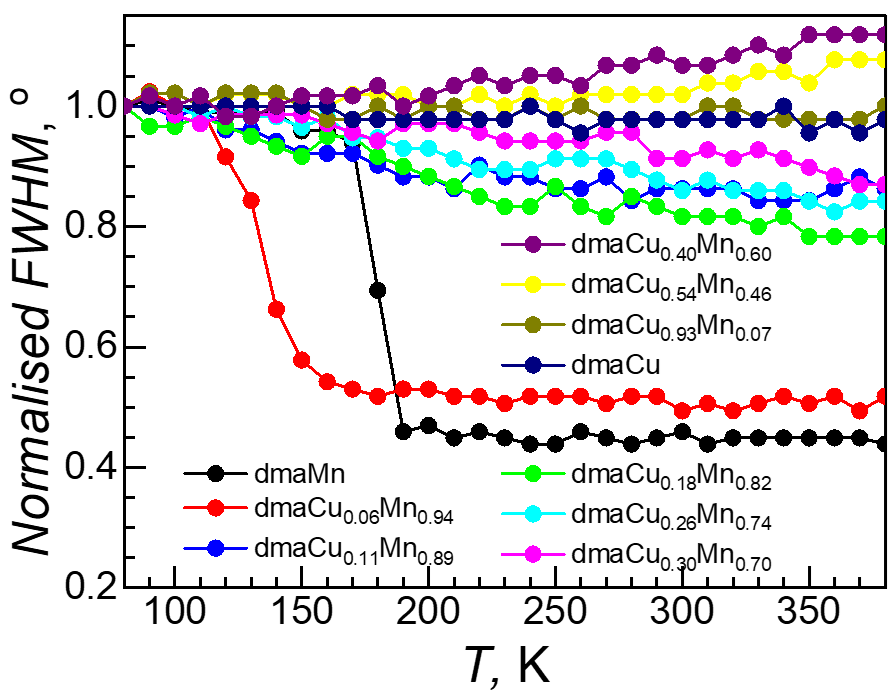 Normalised FWHM, °
1.0
0.8
0.6
0.4
0.2
dmaCu0.40Mn0.60
dmaCu0.54Mn0.46
dmaCu0.93Mn0.07
dmaCu
dmaMn
dmaCu0.06Mn0.94
dmaCu0.11Mn0.89
dmaCu0.18Mn0.82
dmaCu0.26Mn0.74
dmaCu0.30Mn0.70
100 150 200 250 300 350
T, K